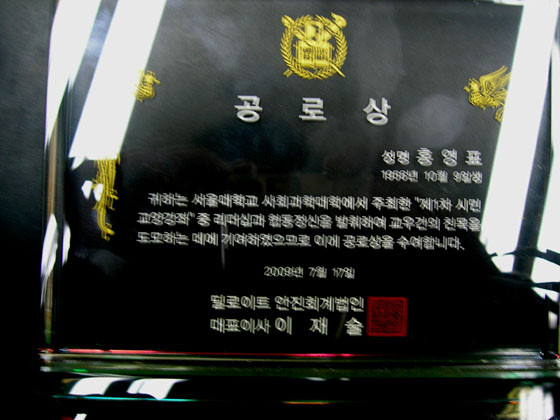 공로상
성명 홍영표
1966년 10월 9일생
귀하는 서울대학교 사회과학대학에서 주최한 "제1차 시민
교양강좌" 중 리더십과 협동정신을 발휘하여 교우간의 친목을
도모하는 데에 기여하였으므로 이에 공로상을 수여합니다.
2009년 7월 17일
딜로이트 안진회계법인
대표이사 이 재 술